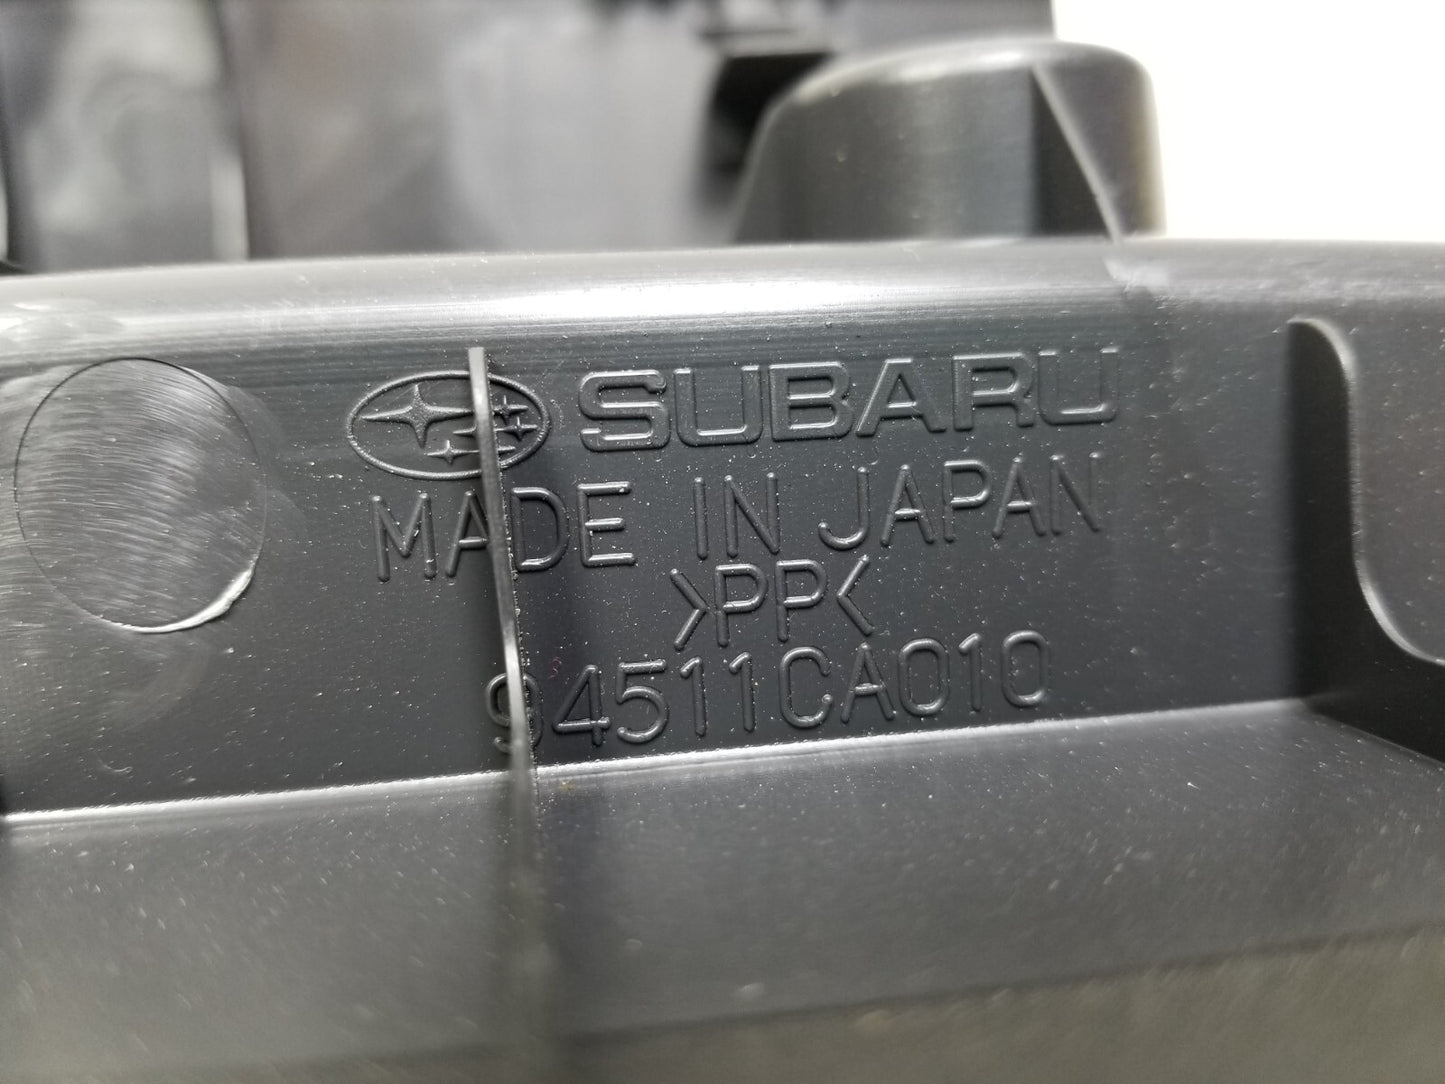 SUBARU
MADE IN JAPAN
>PP<
94511CA010